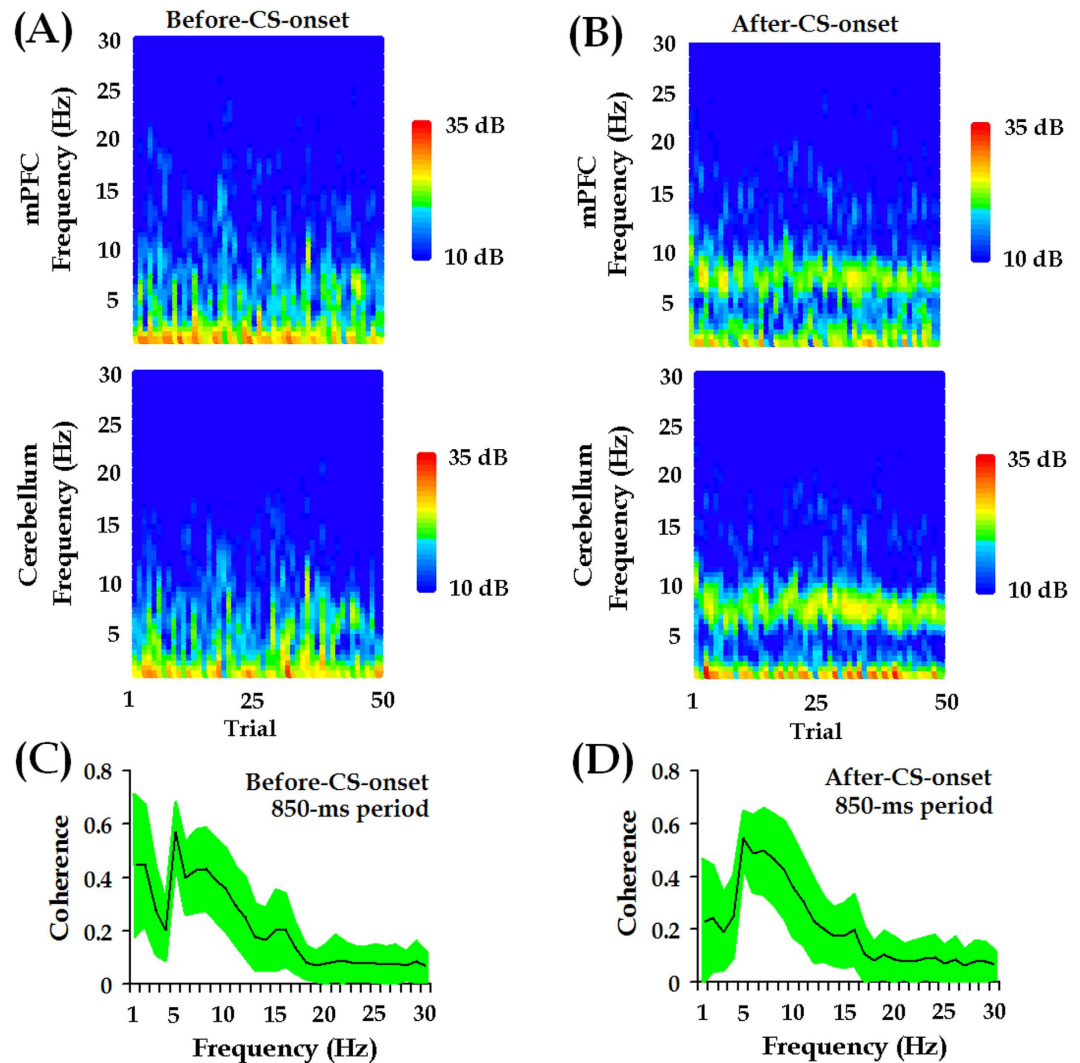 (A)
Before-CS-onset
mPFC
Frequency (Hz)
30
25
20
15
10
5
35 dB
10 dB
Cerebellum
Frequency (Hz)
30
25
20
15
10
5
35 dB
10 dB
1 25 50
Trial
(B)
After-CS-onset
mPFC
Frequency (Hz)
30
25
20
15
10
5
35 dB
10 dB
Cerebellum
Frequency (Hz)
30
25
20
15
10
5
35 dB
10 dB
1 25 50
Trial
(C)
Before-CS-onset
850-ms period
Coherence
0.8
0.6
0.4
0.2
0
1 5 10 15 20 25 30
Frequency (Hz)
(D)
After-CS-onset
850-ms period
Coherence
0.8
0.6
0.4
0.2
0
1 5 10 15 20 25 30
Frequency (Hz)